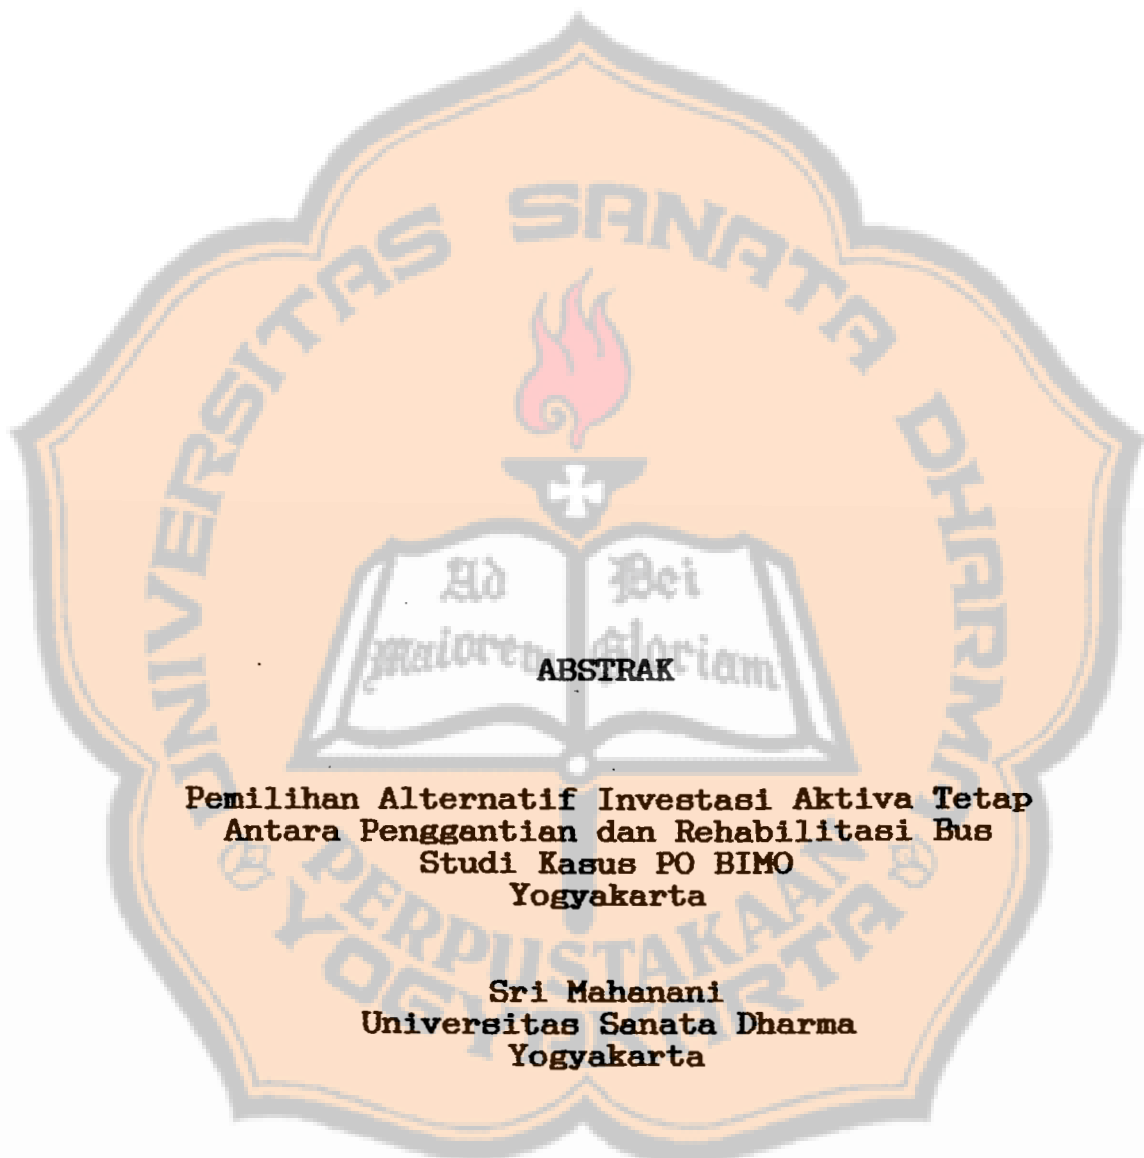 UNIVERSITAS SANATA DHARMA
Ad Dei
Maiorem Gloriam
ABSTRAK
Pemilihan Alternatif Investasi Aktiva Tetap
Antara Penggantian dan Rehabilitasi Bus
Studi Kasus PO BIMO
Yogyakarta
PERPUSTAKAAN
YOGYAKARTA
Sri Mahanani
Universitas Sanata Dharma
Yogyakarta